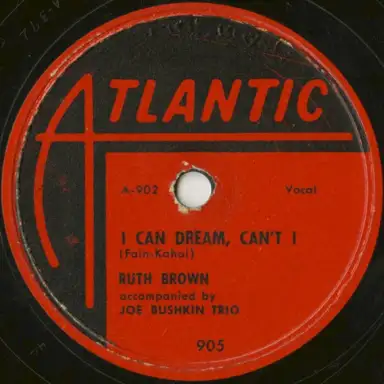 ATLANTIC
A-902 Vocal
I CAN DREAM, CAN'T I
(Fain-Kahal)
RUTH BROWN
accompanied by
JOE BUSHKIN TRIO
905